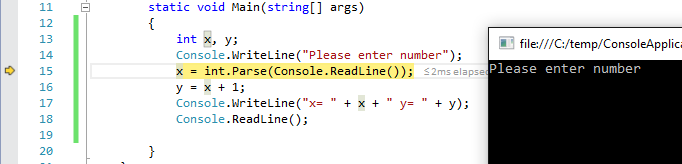 11 static void Main(string[] args)
12 {
13 int x, y;
14 Console.WriteLine("Please enter number");
15 x = int.Parse(Console.ReadLine()); ≤2ms elapsed
16 y = x + 1;
17 Console.WriteLine("x= " + x + " y= " + y);
18 Console.ReadLine();
19
20 }
file:///C:/temp/ConsoleApplica
Please enter number